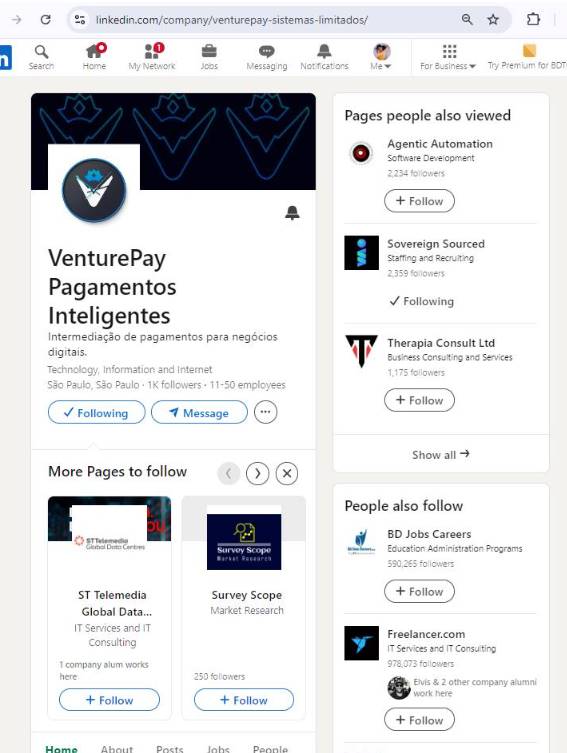 linkedin.com/company/venturepay-sistemas-limitados/
n
Search
Home
1
My Network
Jobs
Messaging
Notifications
Me
For Business
Try Premium for BDT
VenturePay
Pagamentos
Inteligentes
Intermediação de pagamentos para negócios
digitais.
Technology, Information and Internet
São Paulo, São Paulo · 1K followers · 11-50 employees
Following
Message
More Pages to follow
YOU
ST Telemedia
Global Data Centres
ST Telemedia
Global Data...
IT Services and IT
Consulting
1 company alum works
here
+ Follow
Survey Scope
Market Research
Survey Scope
Market Research
250 followers
+ Follow
Home
About
Posts
Jobs
People
Pages people also viewed
Agentic Automation
Software Development
2,234 followers
+ Follow
Sovereign Sourced
Staffing and Recruiting
2,359 followers
Following
Therapia Consult Ltd
Business Consulting and Services
1,175 followers
+ Follow
Show all →
People also follow
BD Jobs Careers
Education Administration Programs
590,265 followers
+ Follow
Freelancer.com
IT Services and IT Consulting
978,073 followers
Elvis & 2 other company alumni
work here
+ Follow